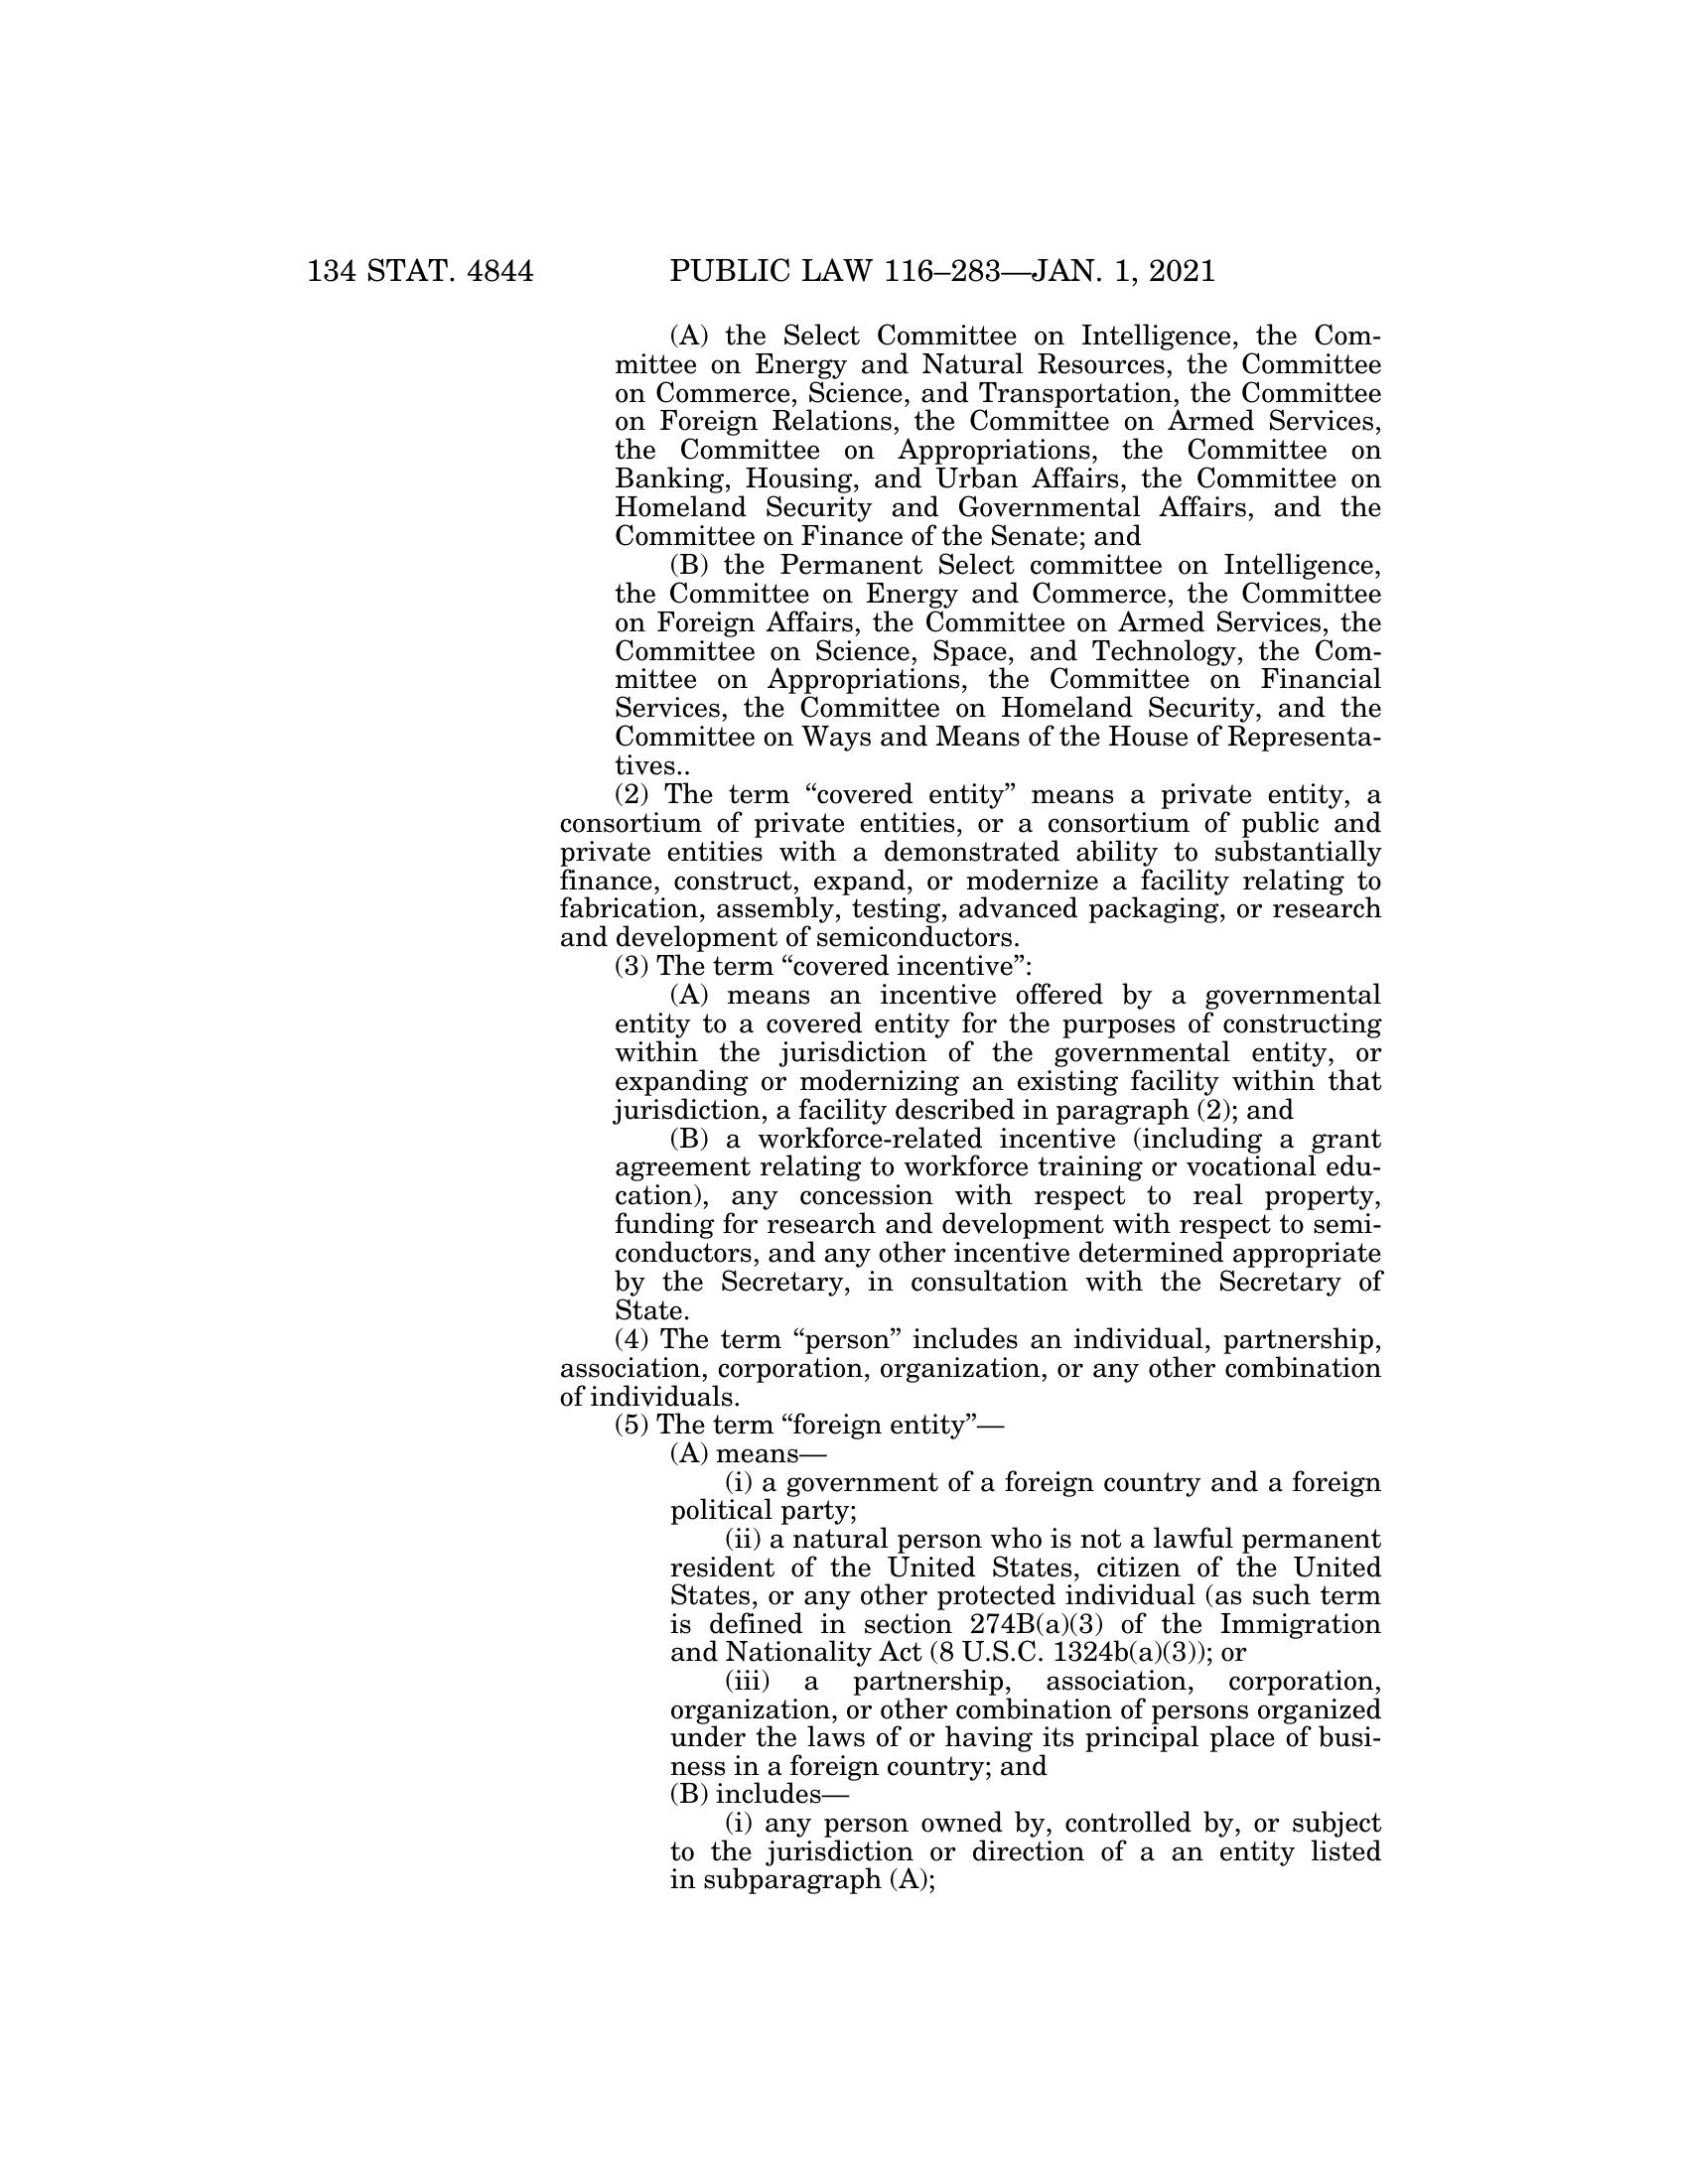 134 STAT. 4844 PUBLIC LAW 116–283—JAN. 1, 2021
(A) the Select Committee on Intelligence, the Com-
mittee on Energy and Natural Resources, the Committee
on Commerce, Science, and Transportation, the Committee
on Foreign Relations, the Committee on Armed Services,
the Committee on Appropriations, the Committee on
Banking, Housing, and Urban Affairs, the Committee on
Homeland Security and Governmental Affairs, and the
Committee on Finance of the Senate; and
(B) the Permanent Select committee on Intelligence,
the Committee on Energy and Commerce, the Committee
on Foreign Affairs, the Committee on Armed Services, the
Committee on Science, Space, and Technology, the Com-
mittee on Appropriations, the Committee on Financial
Services, the Committee on Homeland Security, and the
Committee on Ways and Means of the House of Representa-
tives..
(2) The term “covered entity” means a private entity, a
consortium of private entities, or a consortium of public and
private entities with a demonstrated ability to substantially
finance, construct, expand, or modernize a facility relating to
fabrication, assembly, testing, advanced packaging, or research
and development of semiconductors.
(3) The term “covered incentive”:
(A) means an incentive offered by a governmental
entity to a covered entity for the purposes of constructing
within the jurisdiction of the governmental entity, or
expanding or modernizing an existing facility within that
jurisdiction, a facility described in paragraph (2); and
(B) a workforce-related incentive (including a grant
agreement relating to workforce training or vocational edu-
cation), any concession with respect to real property,
funding for research and development with respect to semi-
conductors, and any other incentive determined appropriate
by the Secretary, in consultation with the Secretary of
State.
(4) The term “person” includes an individual, partnership,
association, corporation, organization, or any other combination
of individuals.
(5) The term “foreign entity”—
(A) means—
(i) a government of a foreign country and a foreign
political party;
(ii) a natural person who is not a lawful permanent
resident of the United States, citizen of the United
States, or any other protected individual (as such term
is defined in section 274B(a)(3) of the Immigration
and Nationality Act (8 U.S.C. 1324b(a)(3)); or
(iii) a partnership, association, corporation,
organization, or other combination of persons organized
under the laws of or having its principal place of busi-
ness in a foreign country; and
(B) includes—
(i) any person owned by, controlled by, or subject
to the jurisdiction or direction of a an entity listed
in subparagraph (A);